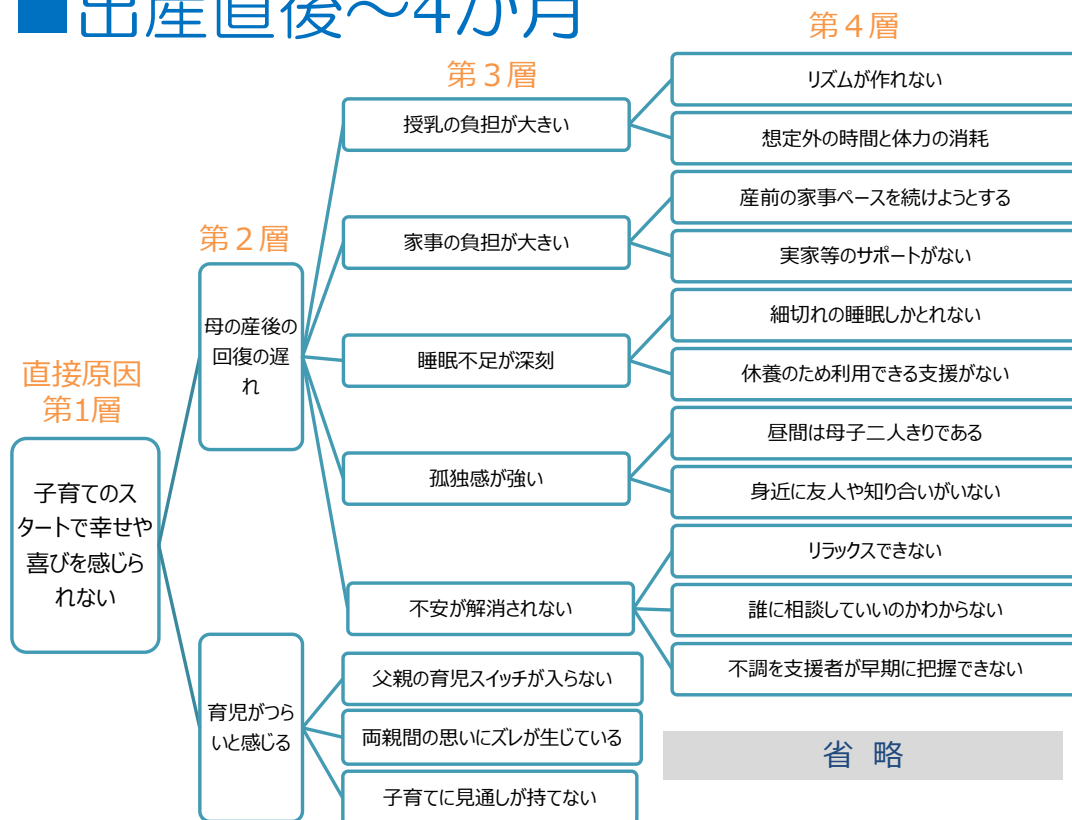 ■出産直後～4か月
直接原因
第1層
子育てのス
タートで幸せや
喜びを感じら
れない
第２層
母の産後の
回復の遅
れ
育児がつら
いと感じる
第３層
授乳の負担が大きい
家事の負担が大きい
睡眠不足が深刻
孤独感が強い
不安が解消されない
父親の育児スイッチが入らない
両親間の思いにズレが生じている
子育てに見通しが持てない
第４層
リズムが作れない
想定外の時間と体力の消耗
産前の家事ペースを続けようとする
実家等のサポートがない
細切れの睡眠しかとれない
休養のため利用できる支援がない
昼間は母子二人きりである
身近に友人や知り合いがいない
リラックスできない
誰に相談していいのかわからない
不調を支援者が早期に把握できない
省 略